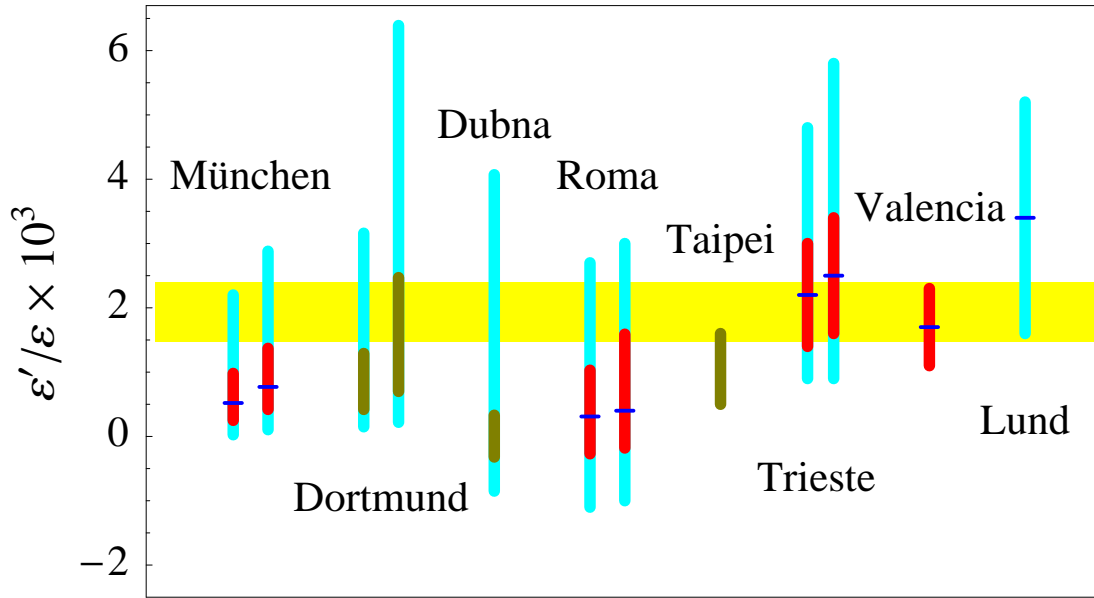 6
4
2
0
−2
ε′/ε × 10³
München
Dortmund
Dubna
Roma
Taipei
Trieste
Valencia
Lund